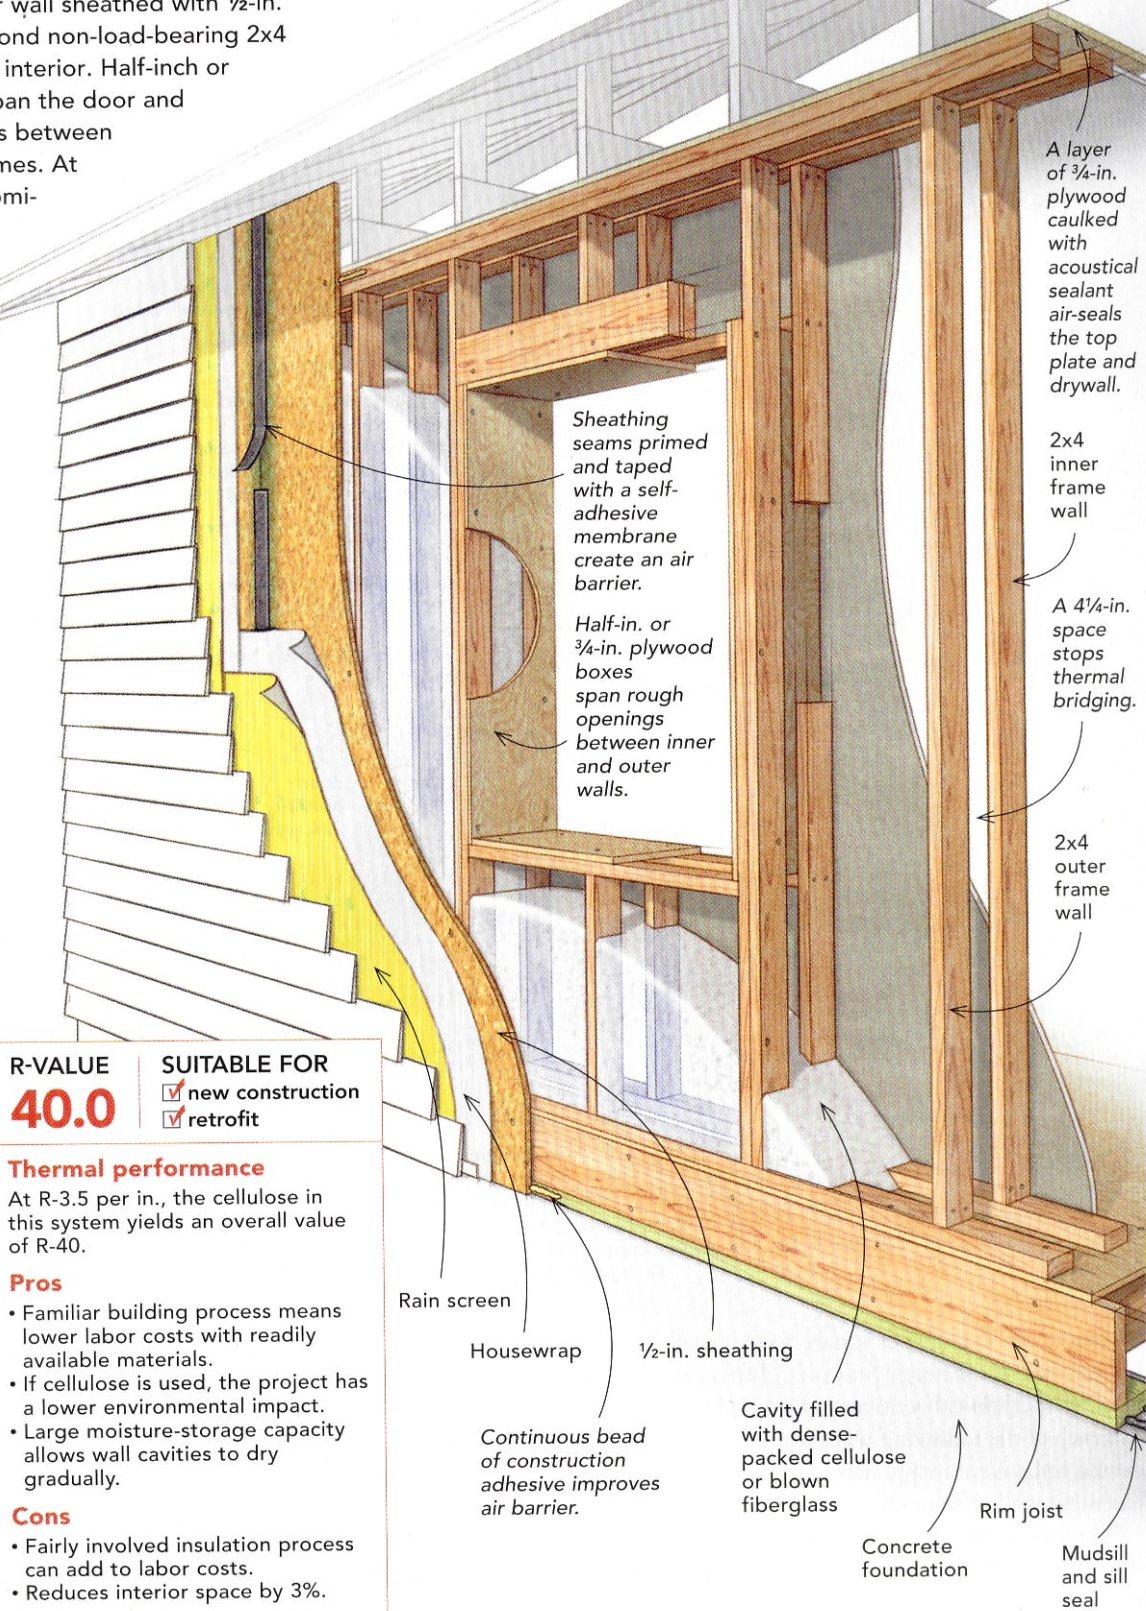 wall sheathed with ½-in.
ond non-load-bearing 2x4
interior. Half-inch or
pan the door and
s between
mes. At
omi-
A layer
of ¾-in.
plywood
caulked
with
acoustical
sealant
air-seals
the top
plate and
drywall.
Sheathing
seams primed
and taped
with a self-
adhesive
membrane
create an air
barrier.
2x4
inner
frame
wall
Half-in. or
¾-in. plywood
boxes
span rough
openings
between inner
and outer
walls.
A 4¼-in.
space
stops
thermal
bridging.
2x4
outer
frame
wall
R-VALUE
40.0
SUITABLE FOR
new construction
retrofit
Thermal performance
At R-3.5 per in., the cellulose in
this system yields an overall value
of R-40.
Pros
• Familiar building process means
lower labor costs with readily
available materials.
• If cellulose is used, the project has
a lower environmental impact.
• Large moisture-storage capacity
allows wall cavities to dry
gradually.
Cons
• Fairly involved insulation process
can add to labor costs.
• Reduces interior space by 3%.
Rain screen
Housewrap
½-in. sheathing
Continuous bead
of construction
adhesive improves
air barrier.
Cavity filled
with dense-
packed cellulose
or blown
fiberglass
Concrete
foundation
Rim joist
Mudsill
and sill
seal